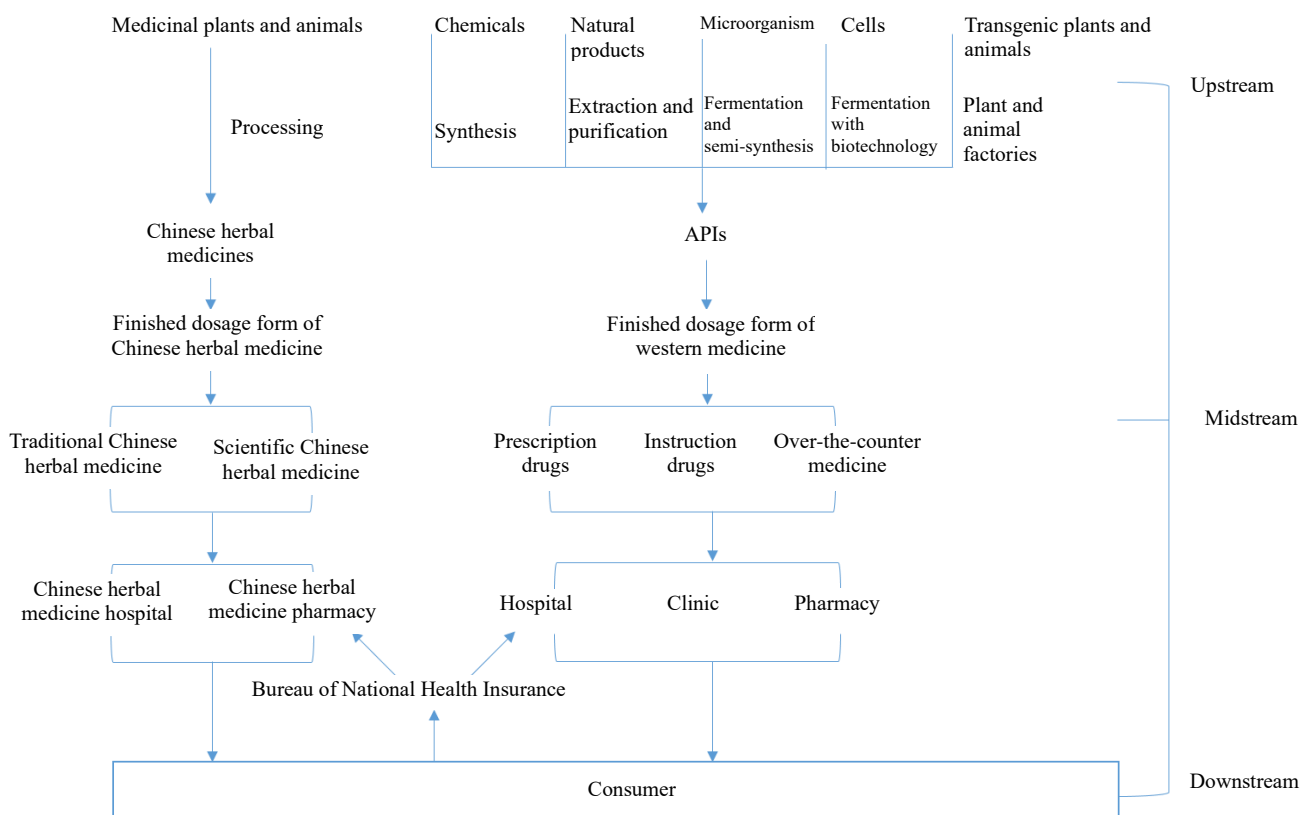 Medicinal plants and animals
Chemicals
Natural
products
Microorganism
Cells
Transgenic plants and
animals
Upstream
Processing
Synthesis
Extraction and
purification
Fermentation
and
semi-synthesis
Fermentation
with
biotechnology
Plant and
animal
factories
Chinese herbal
medicines
APIs
Finished dosage form of
Chinese herbal medicine
Finished dosage form of
western medicine
Midstream
Traditional Chinese
herbal medicine
Scientific Chinese
herbal medicine
Prescription
drugs
Instruction
drugs
Over-the-counter
medicine
Chinese herbal
medicine hospital
Chinese herbal
medicine pharmacy
Hospital
Clinic
Pharmacy
Bureau of National Health Insurance
Consumer
Downstream